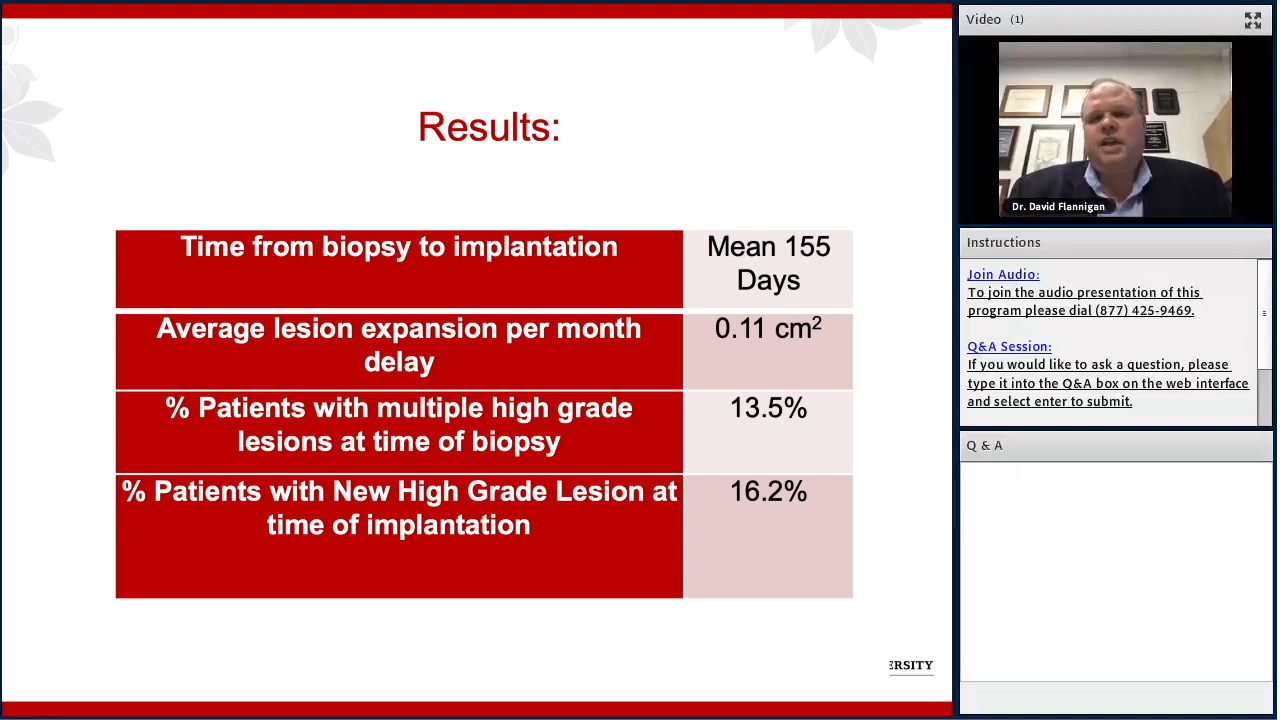 Results:
Time from biopsy to implantation
Mean 155
Days
Average lesion expansion per month
delay
0.11 cm²
% Patients with multiple high grade
lesions at time of biopsy
13.5%
% Patients with New High Grade Lesion at
time of implantation
16.2%
ERSITY
Video (1)
Dr. David Flannigan
Instructions
Join Audio:
To join the audio presentation of this
program please dial (877) 425-9469.
Q&A Session:
If you would like to ask a question, please
type it into the Q&A box on the web interface
and select enter to submit.
Q & A